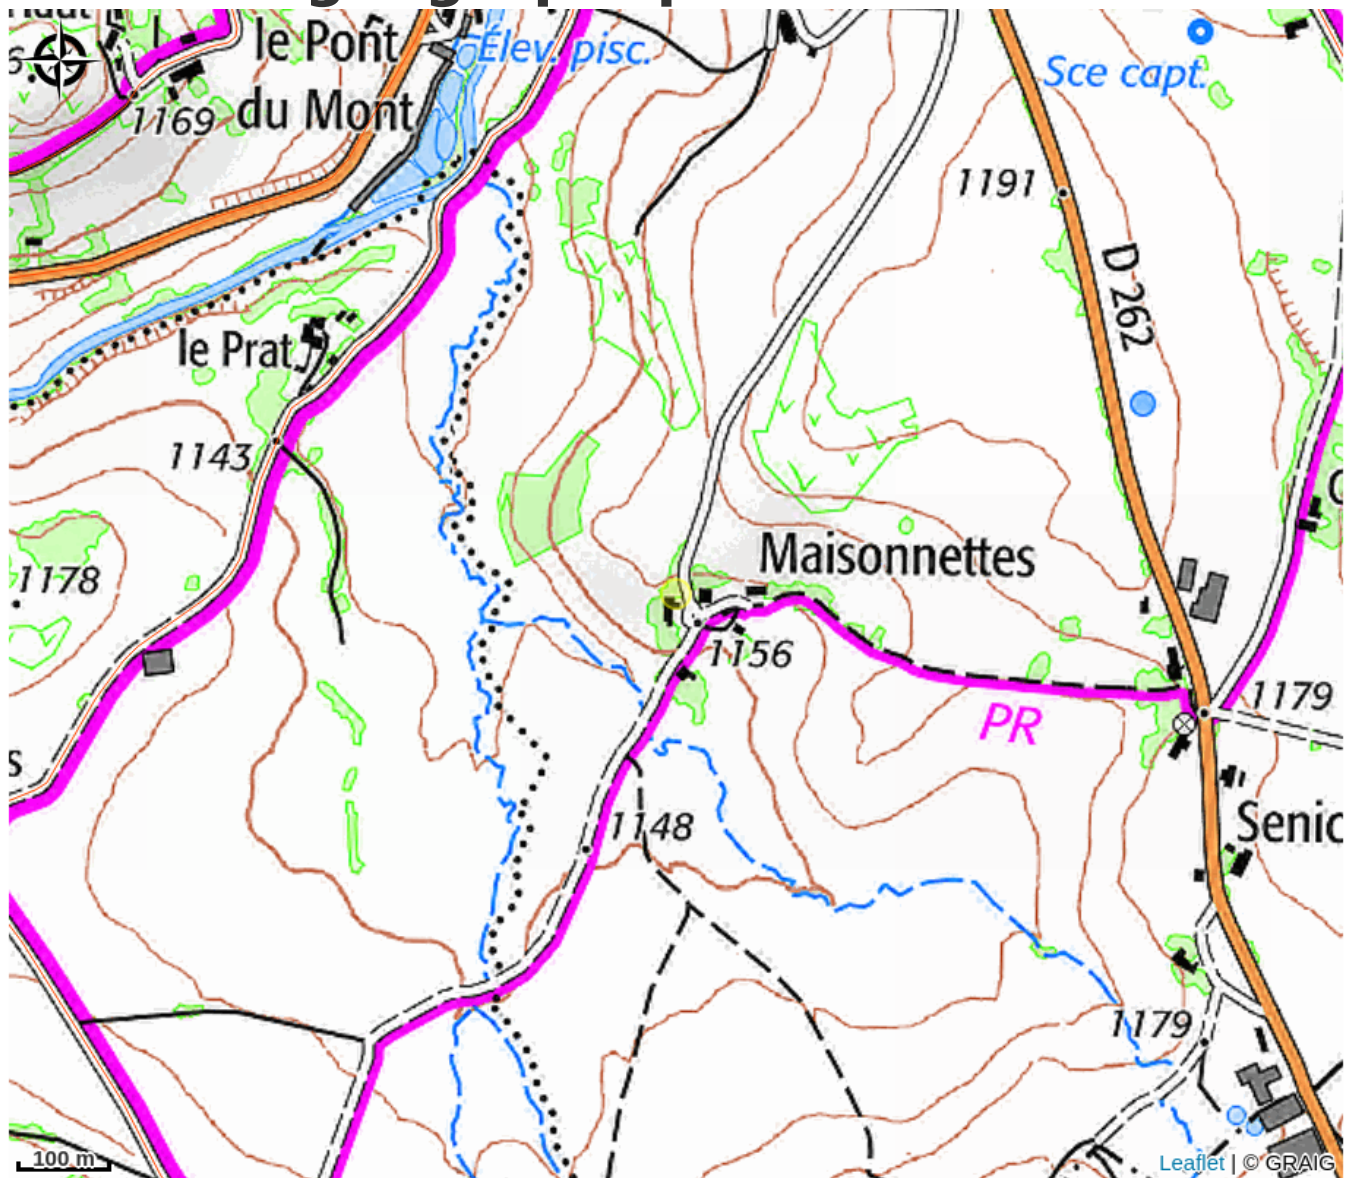 le Pont
du Mont
Élev. pisc.
Sce capt.
1169
1191
D 262
le Prat
1143
1178
Maisonnettes
1156
1179
PR
1148
Senic
1179
100 m
Leaflet | © GRAIG